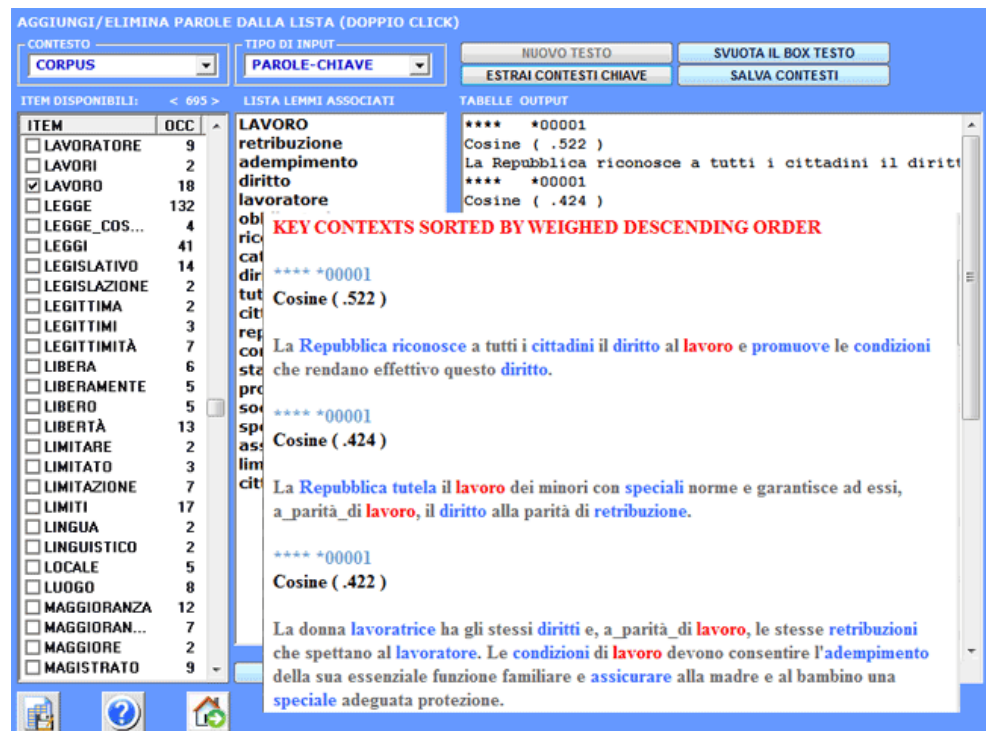 AGGIUNGI/ELIMINA PAROLE DALLA LISTA (DOPPIO CLICK)
CONTESTO
CORPUS
TIPO DI INPUT
PAROLE-CHIAVE
NUOVO TESTO
SVUOTA IL BOX TESTO
ESTRAI CONTESTI CHIAVE
SALVA CONTESTI
ITEM DISPONIBILI: < 695 >
LISTA LEMMI ASSOCIATI
TABELLE OUTPUT
ITEM OCC
LAVORATORE 9
LAVORI 2
LAVORO 18
LEGGE 132
LEGGE_COS... 4
LEGGI 41
LEGISLATIVO 14
LEGISLAZIONE 2
LEGITTIMA 2
LEGITTIMI 3
LEGITTIMITÀ 7
LIBERA 6
LIBERAMENTE 5
LIBERO 5
LIBERTÀ 13
LIMITARE 2
LIMITATO 3
LIMITAZIONE 7
LIMITI 17
LINGUA 2
LINGUISTICO 2
LOCALE 5
LUOGO 8
MAGGIORANZA 12
MAGGIORAN... 7
MAGGIORE 2
MAGISTRATO 9
LAVORO
retribuzione
adempimento
diritto
lavoratore
**** *00001
Cosine ( .522 )
La Repubblica riconosce a tutti i cittadini il diritt
**** *00001
Cosine ( .424 )
KEY CONTEXTS SORTED BY WEIGHED DESCENDING ORDER
**** *00001
Cosine ( .522 )
La Repubblica riconosce a tutti i cittadini il diritto al lavoro e promuove le condizioni
che rendano effettivo questo diritto.
**** *00001
Cosine ( .424 )
La Repubblica tutela il lavoro dei minori con speciali norme e garantisce ad essi,
a_parità_di lavoro, il diritto alla parità di retribuzione.
**** *00001
Cosine ( .422 )
La donna lavoratrice ha gli stessi diritti e, a_parità_di lavoro, le stesse retribuzioni
che spettano al lavoratore. Le condizioni di lavoro devono consentire l'adempimento
della sua essenziale funzione familiare e assicurare alla madre e al bambino una
speciale adeguata protezione.